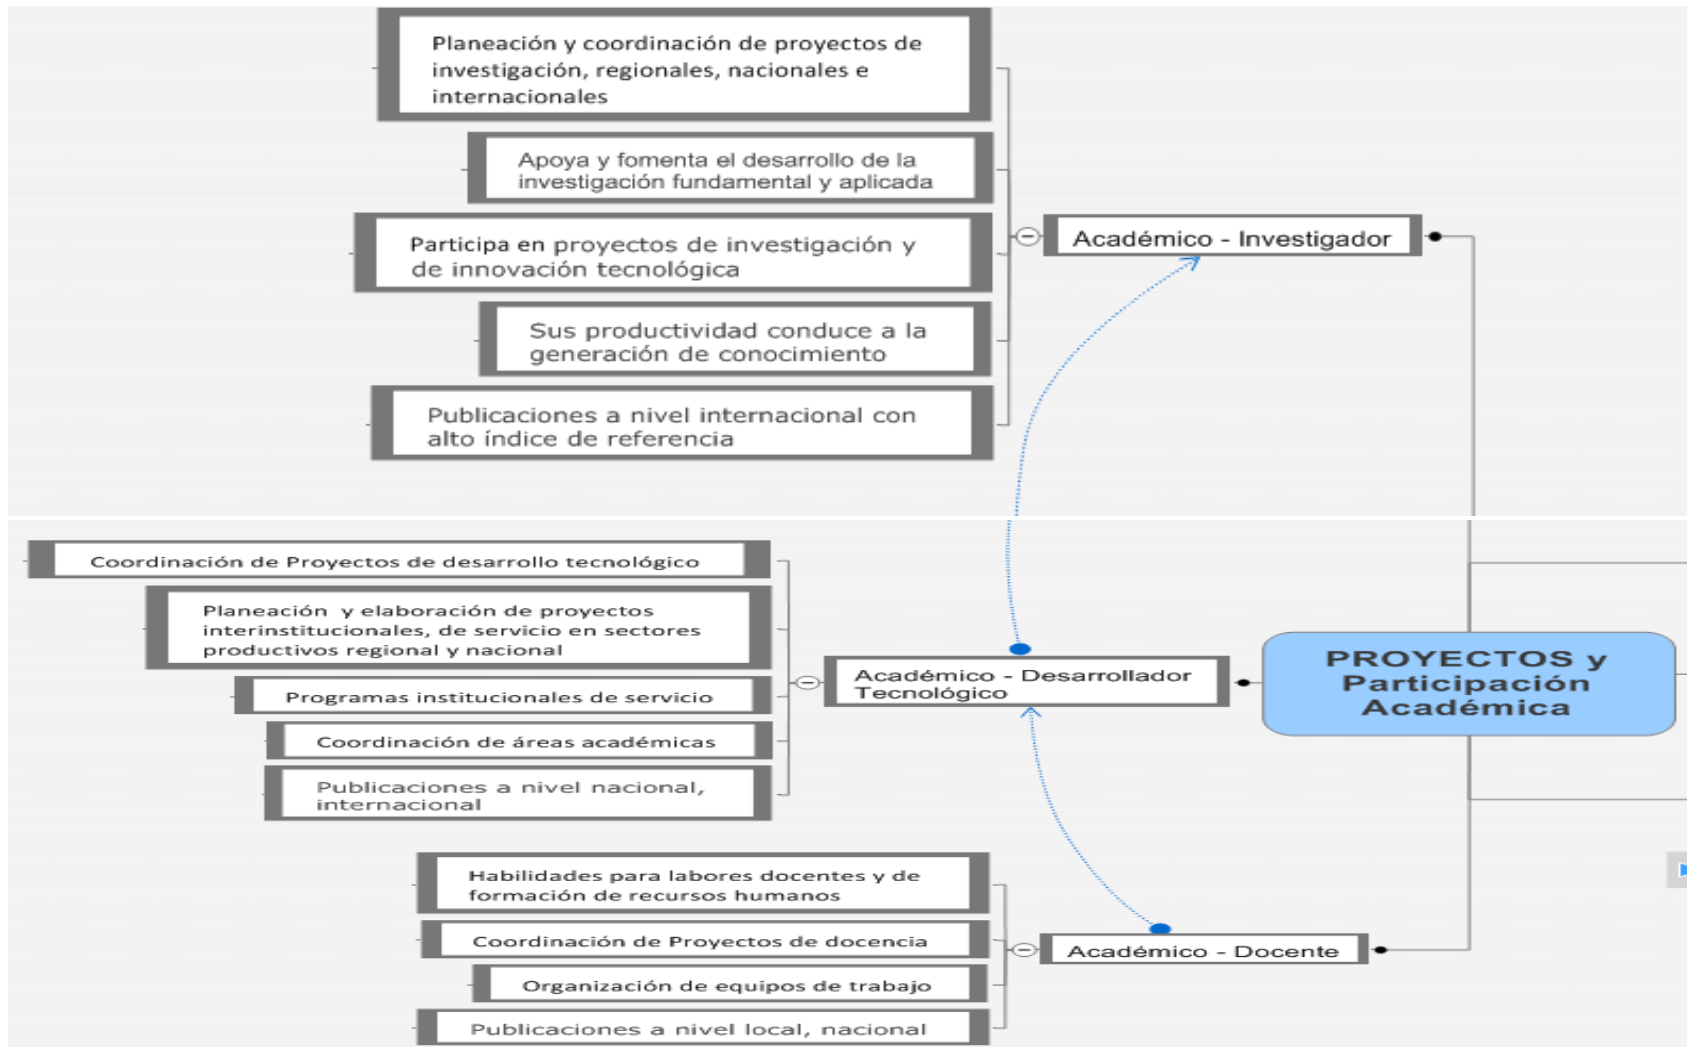 Planeación y coordinación de proyectos de
investigación, regionales, nacionales e
internacionales
Apoya y fomenta el desarrollo de la
investigación fundamental y aplicada
Participa en proyectos de investigación y
de innovación tecnológica
Sus productividad conduce a la
generación de conocimiento
Publicaciones a nivel internacional con
alto índice de referencia
Académico - Investigador
Coordinación de Proyectos de desarrollo tecnológico
Planeación y elaboración de proyectos
interinstitucionales, de servicio en sectores
productivos regional y nacional
Programas institucionales de servicio
Coordinación de áreas académicas
Publicaciones a nivel nacional,
internacional
Académico - Desarrollador
Tecnológico
PROYECTOS y
Participación
Académica
Habilidades para labores docentes y de
formación de recursos humanos
Coordinación de Proyectos de docencia
Organización de equipos de trabajo
Publicaciones a nivel local, nacional
Académico - Docente